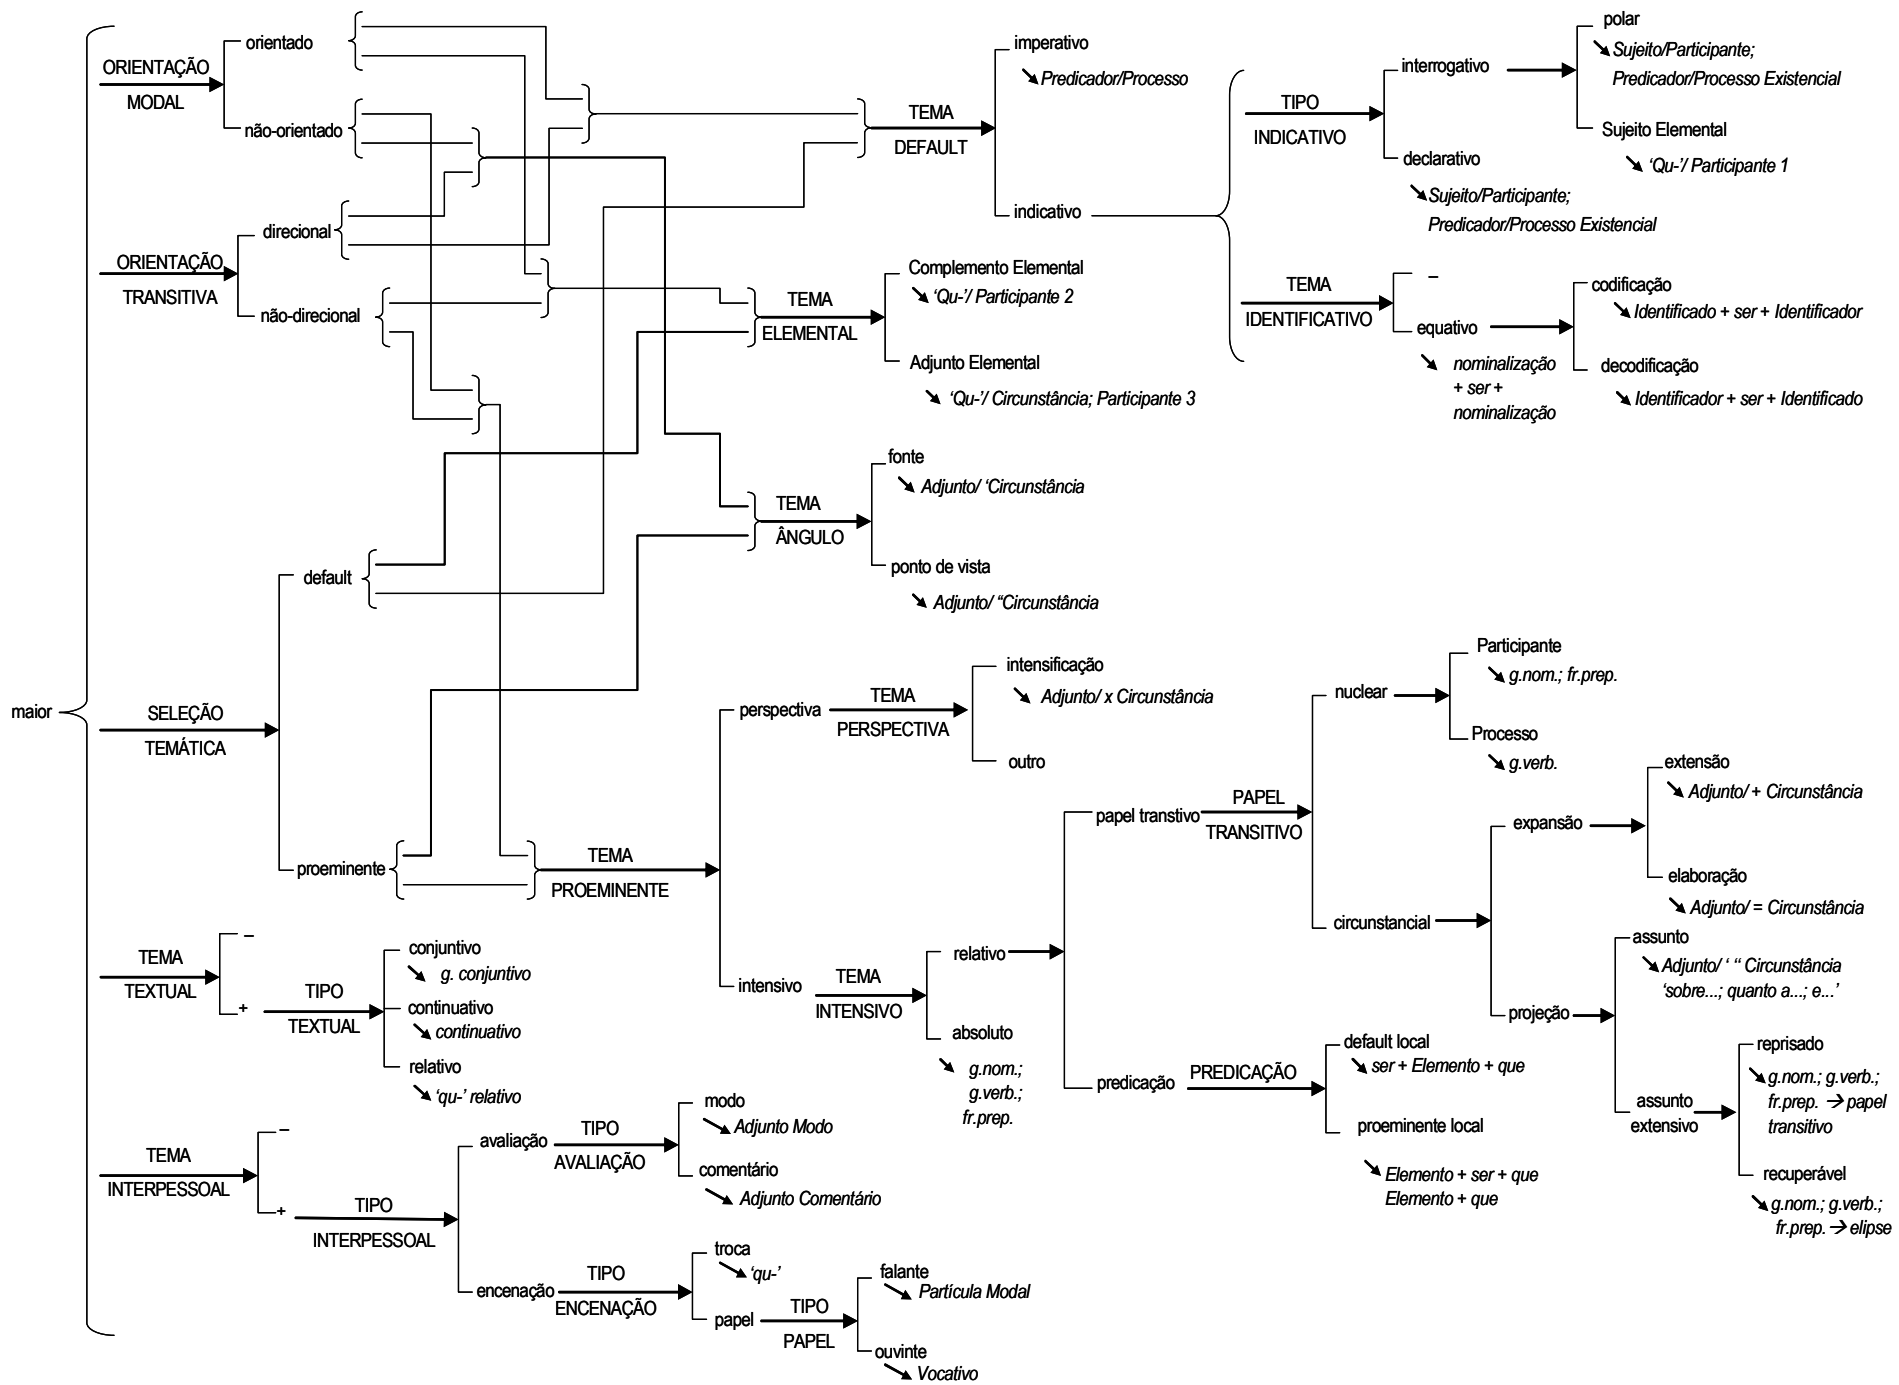 maior
ORIENTAÇÃO
MODAL
orientado
não-orientado
ORIENTAÇÃO
TRANSITIVA
direcional
não-direcional
SELEÇÃO
TEMÁTICA
default
proeminente
TEMA
TEXTUAL
–
+
TIPO
TEXTUAL
conjuntivo
g. conjuntivo
continuativo
continuativo
relativo
‘qu-’ relativo
TEMA
INTERPESSOAL
–
+
TIPO
INTERPESSOAL
avaliação
TIPO
AVALIAÇÃO
modo
Adjunto Modo
comentário
Adjunto Comentário
encenação
TIPO
ENCENAÇÃO
troca
‘qu-’
papel
TIPO
PAPEL
falante
Partícula Modal
ouvinte
Vocativo
TEMA
DEFAULT
imperativo
Predicador/Processo
indicativo
TIPO
INDICATIVO
interrogativo
polar
Sujeito/Participante;
Predicador/Processo Existencial
Sujeito Elemental
‘Qu-’/ Participante 1
declarativo
Sujeito/Participante;
Predicador/Processo Existencial
TEMA
IDENTIFICATIVO
–
equativo
nominalização
+ ser +
nominalização
codificação
Identificado + ser + Identificador
decodificação
Identificador + ser + Identificado
TEMA
ELEMENTAL
Complemento Elemental
‘Qu-’/ Participante 2
Adjunto Elemental
‘Qu-’/ Circunstância; Participante 3
TEMA
ÂNGULO
fonte
Adjunto/ ‘Circunstância
ponto de vista
Adjunto/ “Circunstância
TEMA
PROEMINENTE
perspectiva
TEMA
PERSPECTIVA
intensificação
Adjunto/ x Circunstância
outro
intensivo
TEMA
INTENSIVO
relativo
absoluto
g.nom.;
g.verb.;
fr.prep.
papel transtivo
PAPEL
TRANSITIVO
nuclear
Participante
g.nom.; fr.prep.
Processo
g.verb.
circunstancial
expansão
extensão
Adjunto/ + Circunstância
elaboração
Adjunto/ = Circunstância
projeção
assunto
Adjunto/ ‘ “ Circunstância
‘sobre...; quanto a...; e...’
assunto
extensivo
reprisado
g.nom.; g.verb.;
fr.prep. → papel
transitivo
recuperável
g.nom.; g.verb.;
fr.prep. → elipse
predicação
PREDICAÇÃO
default local
ser + Elemento + que
proeminente local
Elemento + ser + que
Elemento + que